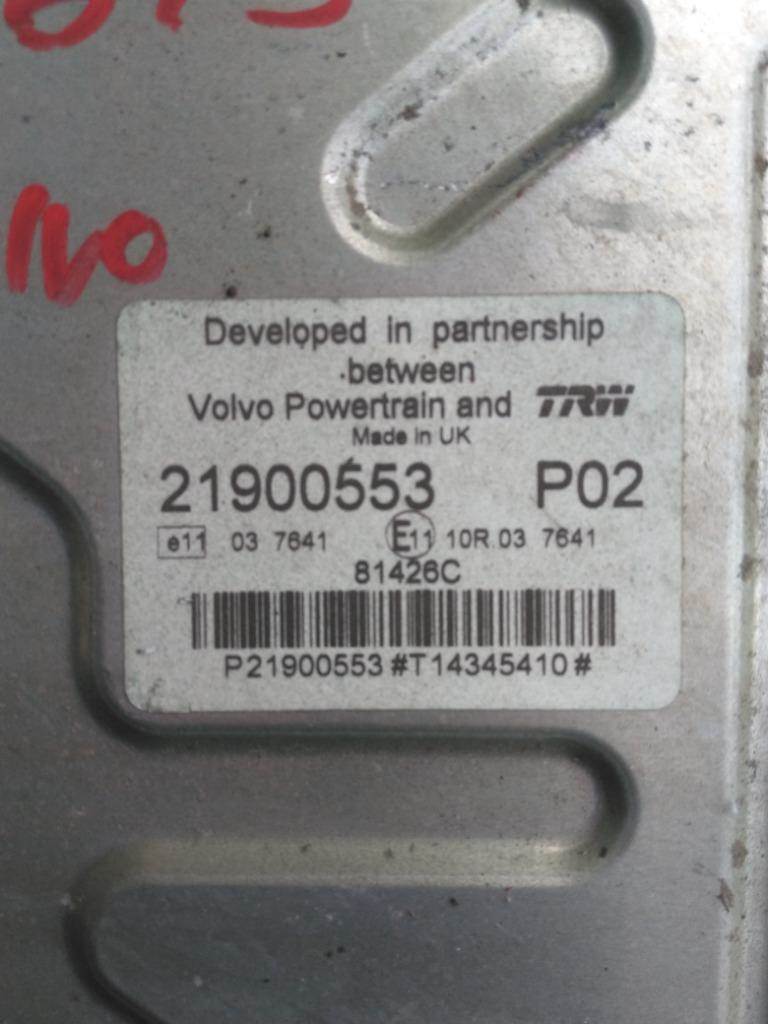 Developed in partnership
between
Volvo Powertrain and TRW
Made in UK
21900553 P02
e11 03 7641 E11 10R 03 7641
81426C
P21900553#T14345410#